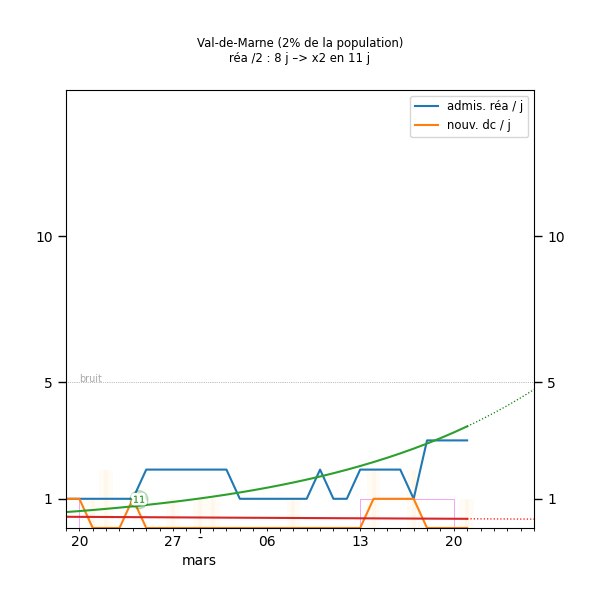 Val-de-Marne (2% de la population)
réa /2 : 8 j –> x2 en 11 j
admis. réa / j
nouv. dc / j
10 10
bruit
5 5
11
1 1
20 27 - 06 13 20
mars